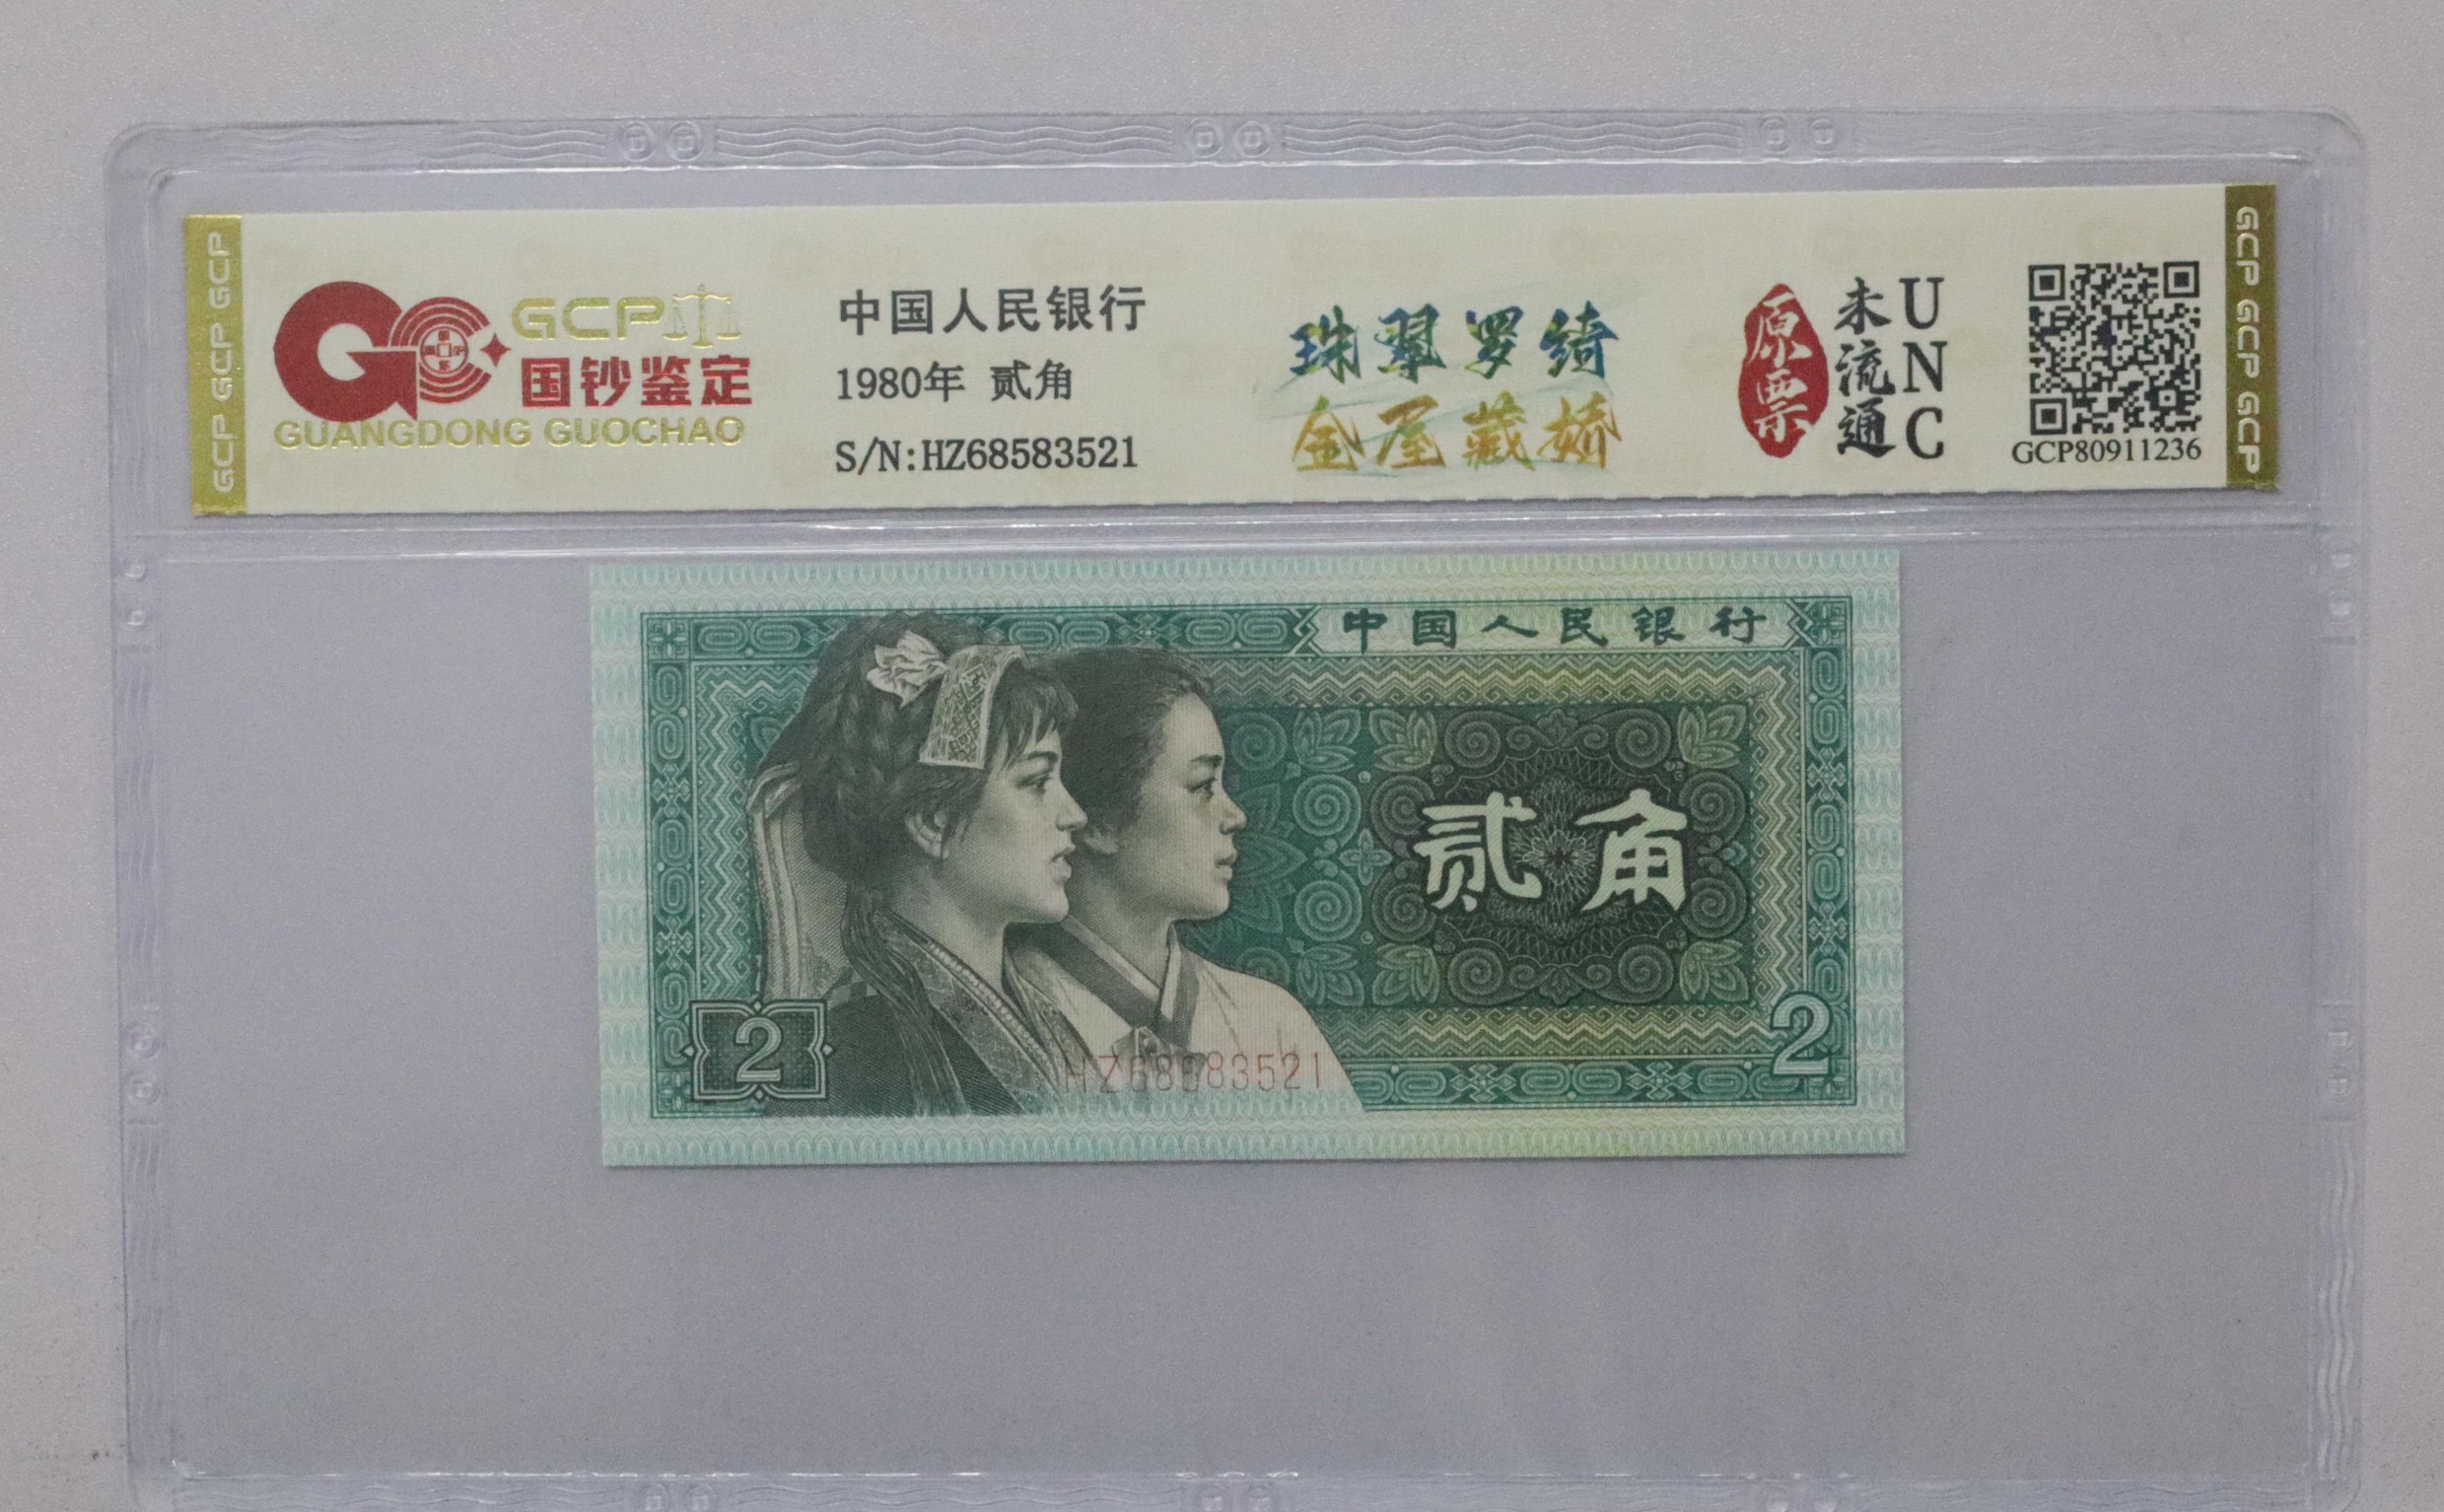 GCP GCP GCP
GCP
国钞鉴定
GUANGDONG GUOCHAO
中国人民银行
1980年 贰角
S/N:HZ68583521
珠翠罗绮
金屋藏娇
原票
未流通
UNC
GCP80911236
GCP GCP GCP
中国人民银行
贰角
2
2
HZ68583521